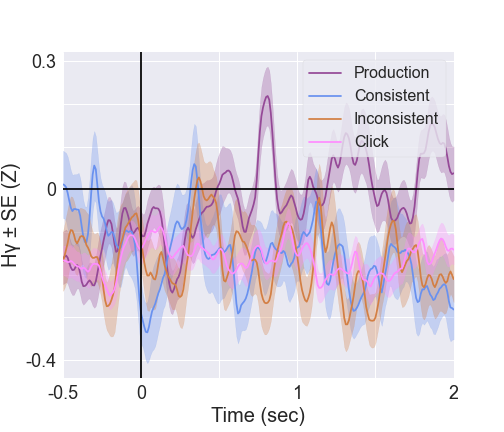 Hγ ± SE (Z)
0.3
0
-0.4
Production
Consistent
Inconsistent
Click
-0.5
0
1
2
Time (sec)